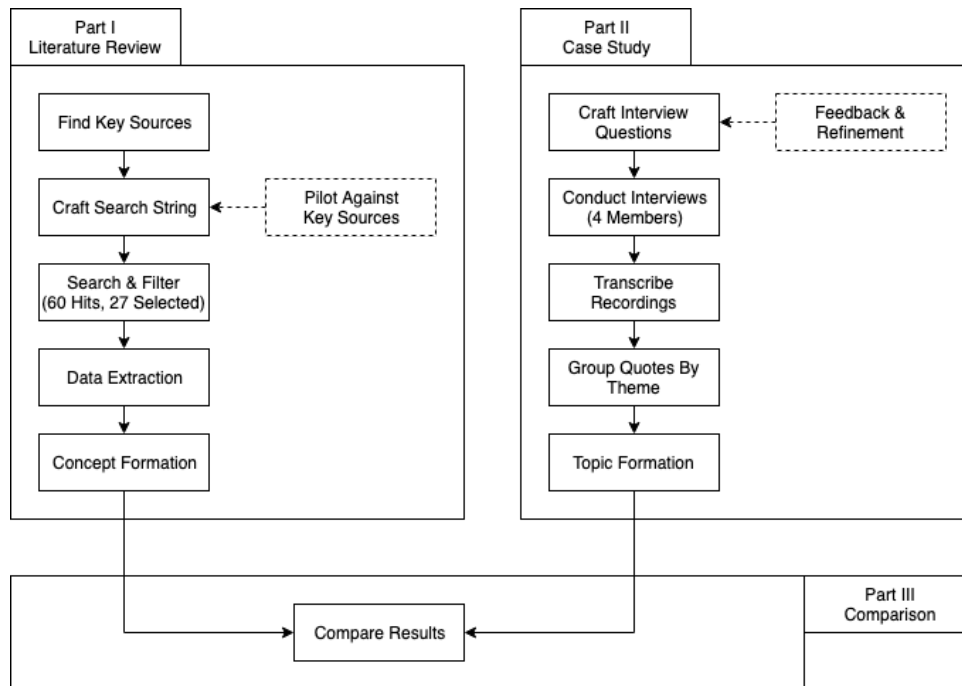 Part I
Literature Review
Find Key Sources
Craft Search String
Pilot Against
Key Sources
Search & Filter
(60 Hits, 27 Selected)
Data Extraction
Concept Formation
Part II
Case Study
Craft Interview
Questions
Feedback &
Refinement
Conduct Interviews
(4 Members)
Transcribe
Recordings
Group Quotes By
Theme
Topic Formation
Part III
Comparison
Compare Results